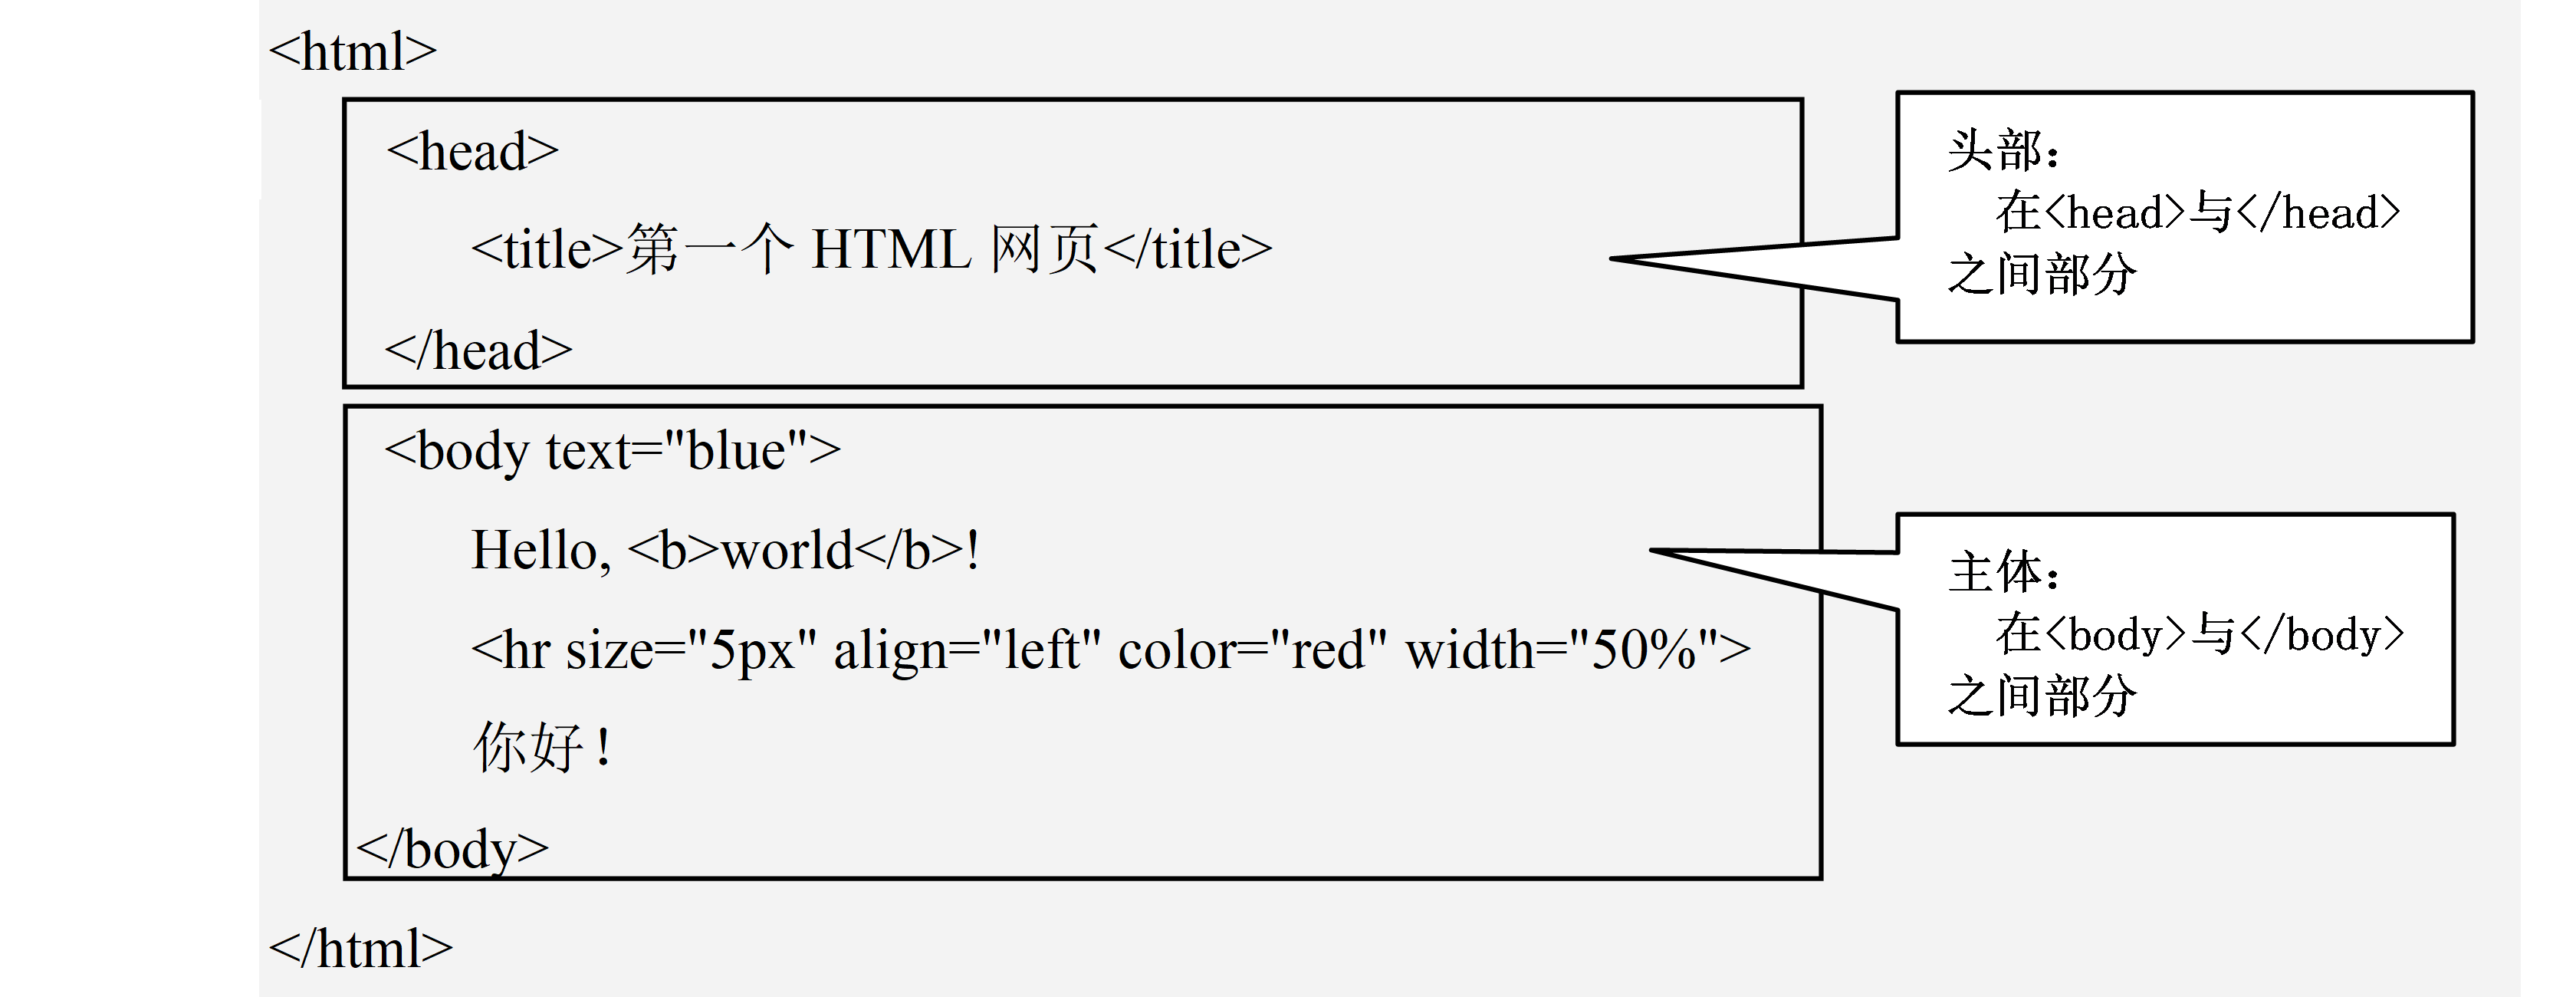 <html>
<head>
<title>第一个 HTML 网页</title>
</head>
头部：
在<head>与</head>
之间部分
<body text="blue">
Hello, <b>world</b>!
<hr size="5px" align="left" color="red" width="50%">
你好！
</body>
主体：
在<body>与</body>
之间部分
</html>